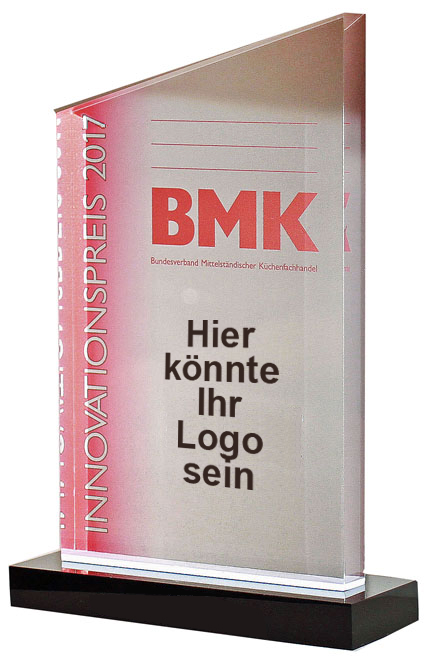 INNOVATIONSPREIS 2017
BMK
Bundesverband Mittelständischer Küchenfachhandel
Hier
könnte
Ihr
Logo
sein